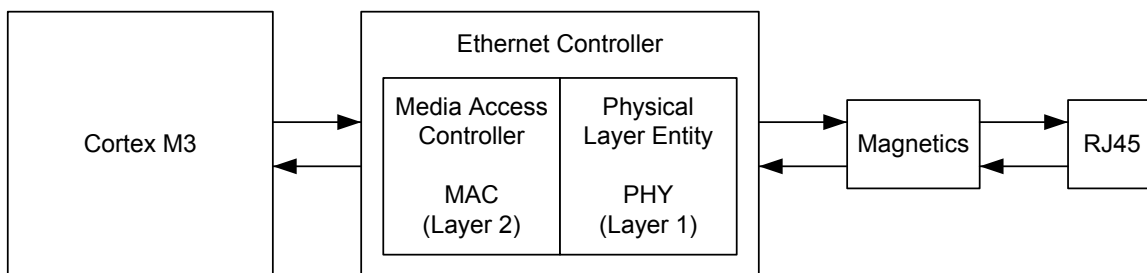 Cortex M3
Ethernet Controller
Media Access
Controller
MAC
(Layer 2)
Physical
Layer Entity
PHY
(Layer 1)
Magnetics
RJ45